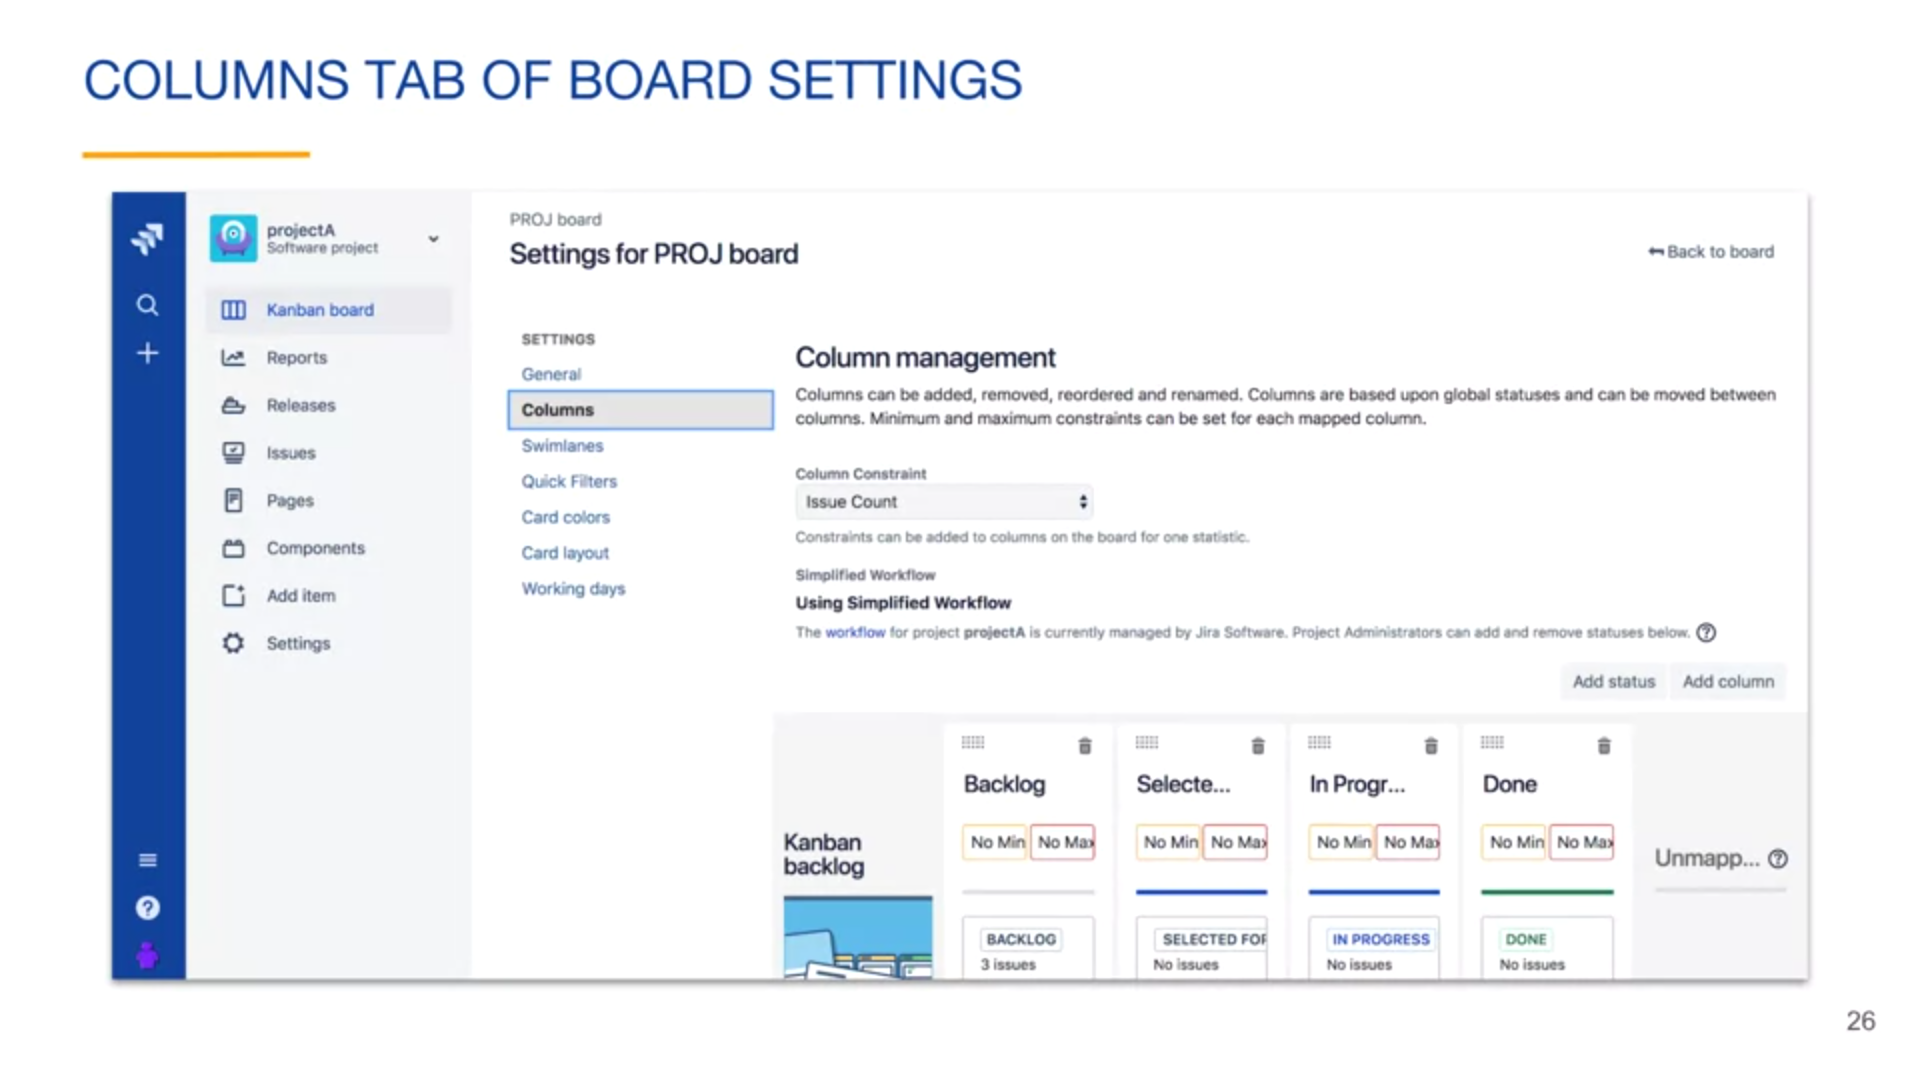 COLUMNS TAB OF BOARD SETTINGS
projectA
Software project
Kanban board
Reports
Releases
Issues
Pages
Components
Add item
Settings
PROJ board
Settings for PROJ board
Back to board
SETTINGS
General
Columns
Swimlanes
Quick Filters
Card colors
Card layout
Working days
Column management
Columns can be added, removed, reordered and renamed. Columns are based upon global statuses and can be moved between
columns. Minimum and maximum constraints can be set for each mapped column.
Column Constraint
Issue Count
Constraints can be added to columns on the board for one statistic.
Simplified Workflow
Using Simplified Workflow
The workflow for project projectA is currently managed by Jira Software. Project Administrators can add and remove statuses below. ?
Add status Add column
Kanban
backlog
Backlog
No Min No Max
BACKLOG
3 issues
Selecte...
No Min No Max
SELECTED FOR
No issues
In Progr...
No Min No Max
IN PROGRESS
No issues
Done
No Min No Max
DONE
No issues
Unmapp... ?
?
26